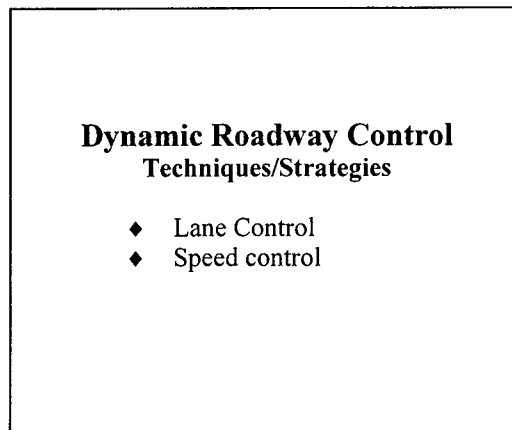 Dynamic Roadway Control
Techniques/Strategies
♦ Lane Control
♦ Speed control